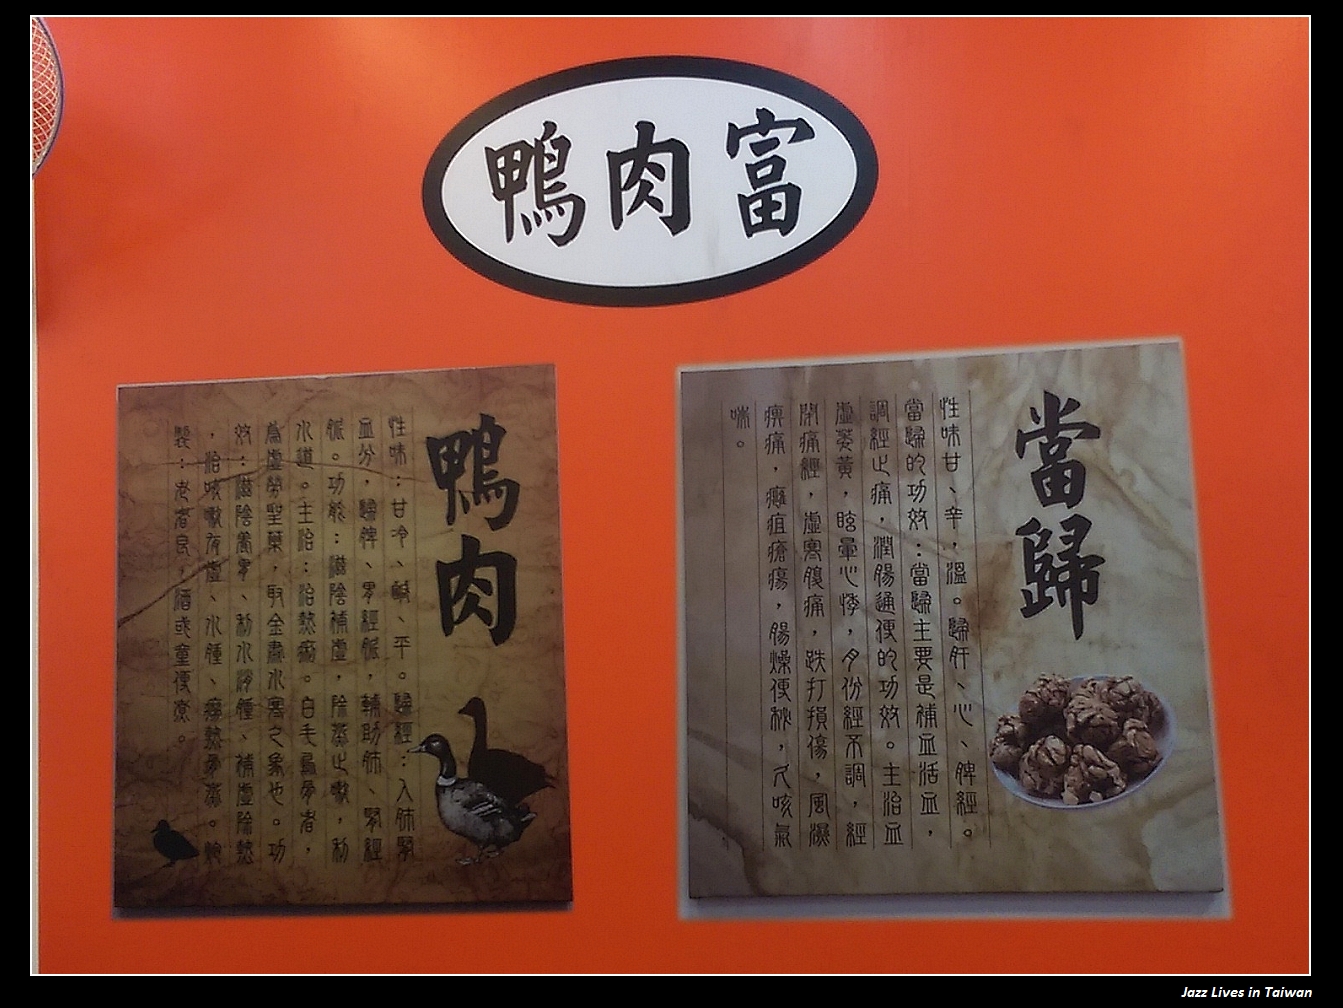 鴨肉富
當歸
性味甘、辛，溫。歸肝、心、脾經。
當歸的功效：當歸主要是補血活血，
調經止痛，潤腸通便的功效。主治血
虛萎黃，眩暈心悸，月份經不調，經
閉痛經，虛寒腹痛，跌打損傷，風濕
痹痛，癰疽瘡瘍，腸燥便秘，久咳氣
喘。
鴨肉
性味：甘冷、鹹、平。歸經：入肺腎
血分，歸脾、胃經脈，輔助肺、腎經
脈。功能：滋陰補虛，除蒸止嗽，利
水道。主治：治熱癇。白毛烏骨者，
為虛勞聖藥，取金肅水寒之象也。功
效：滋陰養胃、利水消腫、補虛除熱
，治咳嗽有虛、水腫、癆熱骨蒸。炮
製：老者良，酒或童便煮。
Jazz Lives in Taiwan